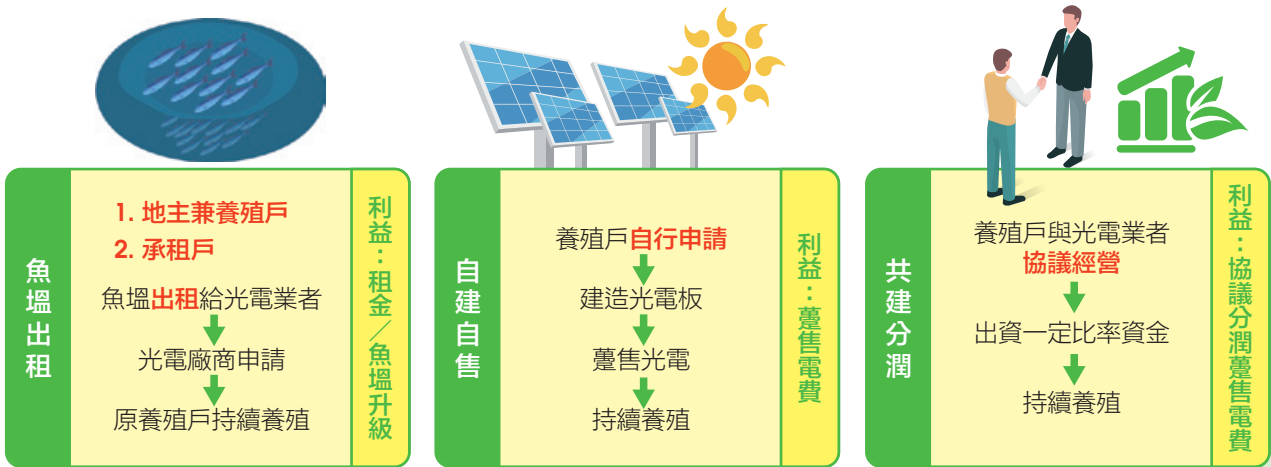 魚塭出租
1. 地主兼養殖戶
2. 承租戶
魚塭出租給光電業者
光電廠商申請
原養殖戶持續養殖
利益：租金／魚塭升級
自建自售
養殖戶自行申請
建造光電板
躉售光電
持續養殖
利益：躉售電費
共建分潤
養殖戶與光電業者
協議經營
出資一定比率資金
持續養殖
利益：協議分潤躉售電費